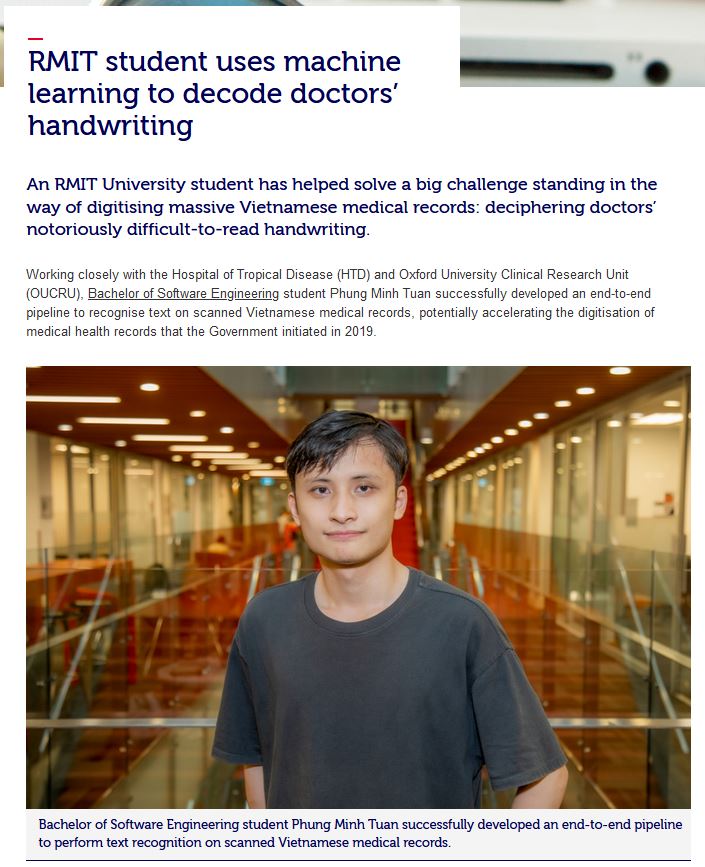 RMIT student uses machine
learning to decode doctors’
handwriting
An RMIT University student has helped solve a big challenge standing in the
way of digitising massive Vietnamese medical records: deciphering doctors’
notoriously difficult-to-read handwriting.
Working closely with the Hospital of Tropical Disease (HTD) and Oxford University Clinical Research Unit
(OUCRU), Bachelor of Software Engineering student Phung Minh Tuan successfully developed an end-to-end
pipeline to recognise text on scanned Vietnamese medical records, potentially accelerating the digitisation of
medical health records that the Government initiated in 2019.
Bachelor of Software Engineering student Phung Minh Tuan successfully developed an end-to-end pipeline
to perform text recognition on scanned Vietnamese medical records.